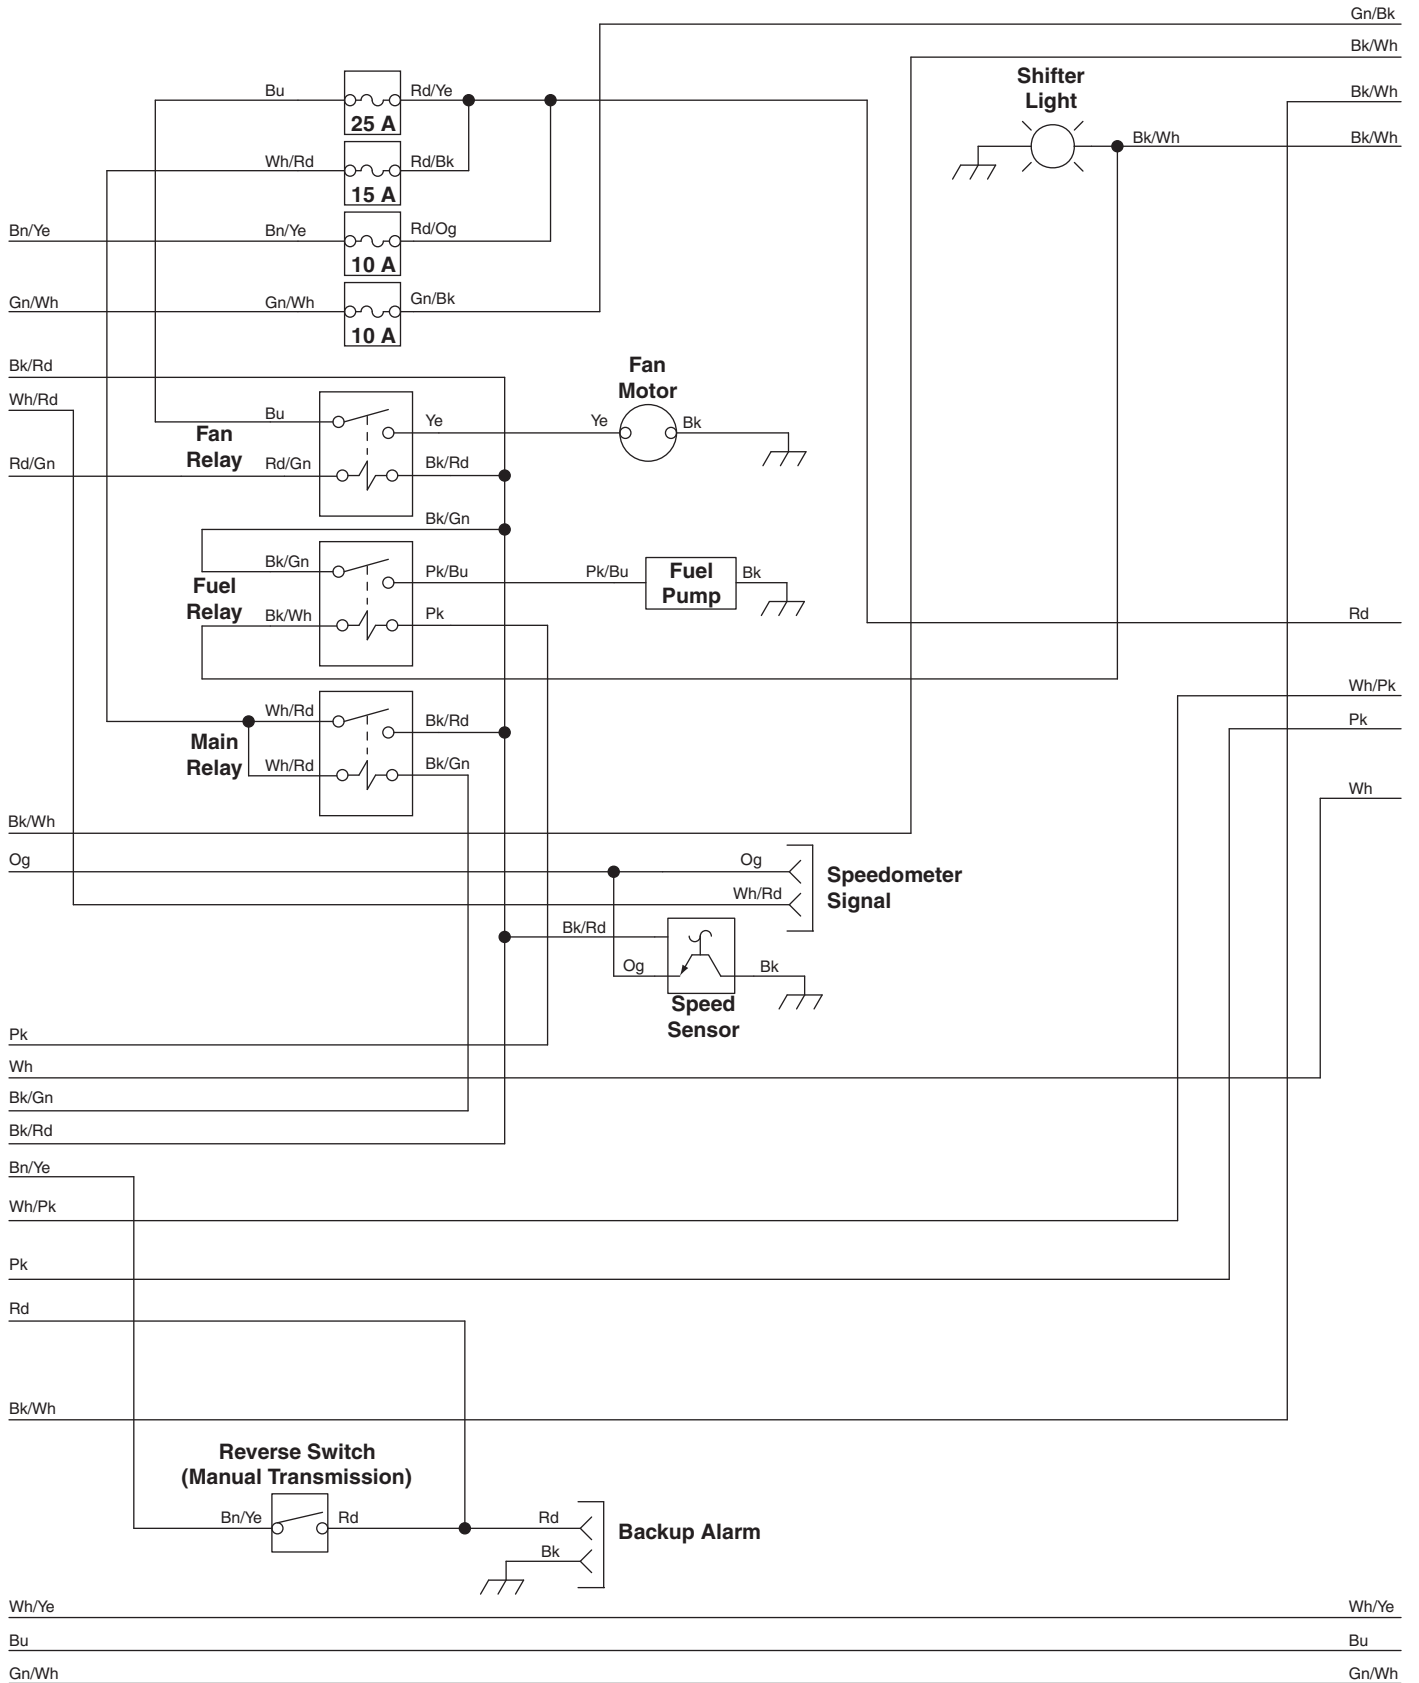 Gn/Bk
Bk/Wh
Shifter
Light
Bu
Rd/Ye
25 A
Bk/Wh
Bk/Wh
Bk/Wh
Wh/Rd
Rd/Bk
15 A
Bn/Ye
Bn/Ye
Rd/Og
10 A
Gn/Wh
Gn/Wh
Gn/Bk
10 A
Bk/Rd
Fan
Motor
Wh/Rd
Bu
Ye
Ye
Bk
Fan
Relay
Rd/Gn
Rd/Gn
Bk/Rd
Bk/Gn
Bk/Gn
Pk/Bu
Pk/Bu
Fuel
Pump
Bk
Fuel
Relay
Bk/Wh
Pk
Rd
Wh/Pk
Wh/Rd
Bk/Rd
Pk
Main
Relay
Wh/Rd
Bk/Gn
Wh
Bk/Wh
Og
Og
Speedometer
Signal
Wh/Rd
Bk/Rd
Og
Bk
Speed
Sensor
Pk
Wh
Bk/Gn
Bk/Rd
Bn/Ye
Wh/Pk
Pk
Rd
Bk/Wh
Reverse Switch
(Manual Transmission)
Bn/Ye
Rd
Rd
Backup Alarm
Bk
Wh/Ye
Wh/Ye
Bu
Bu
Gn/Wh
Gn/Wh